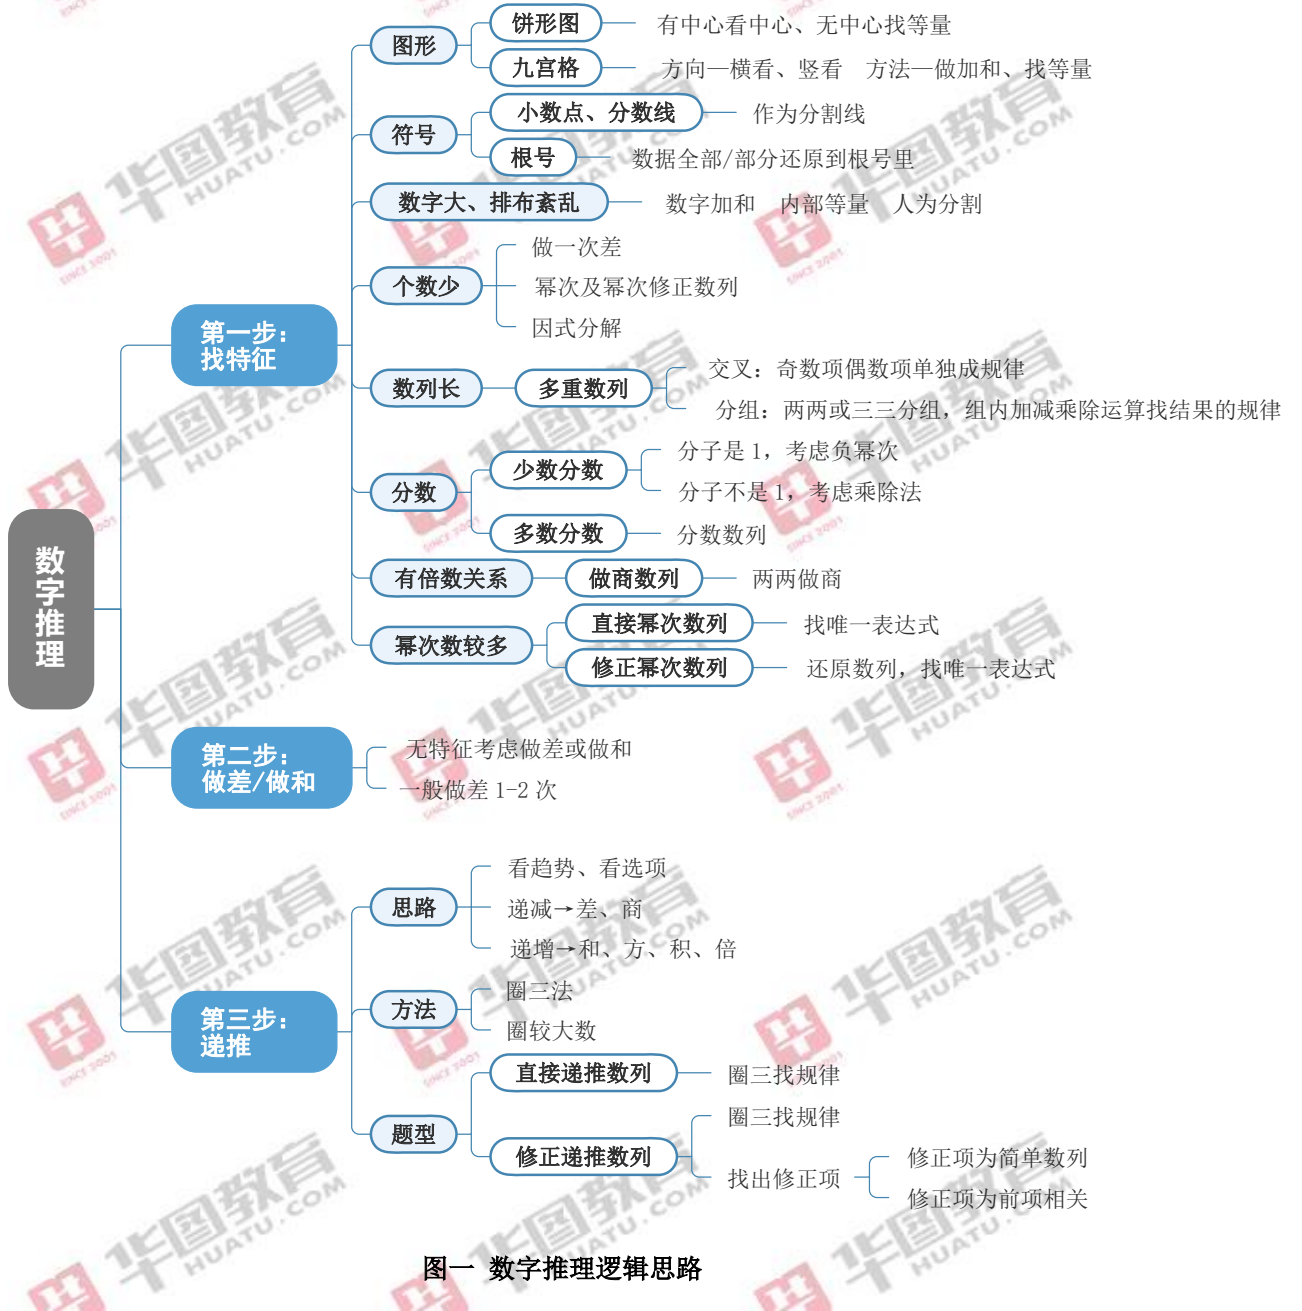 数字推理
第一步：
找特征
图形
饼形图
有中心看中心、无中心找等量
九宫格
方向—横看、竖看 方法—做加和、找等量
符号
小数点、分数线
作为分割线
根号
数据全部/部分还原到根号里
数字大、排布紊乱
数字加和 内部等量 人为分割
个数少
做一次差
幂次及幂次修正数列
因式分解
数列长
多重数列
交叉：奇数项偶数项单独成规律
分组：两两或三三分组，组内加减乘除运算找结果的规律
分数
少数分数
分子是 1，考虑负幂次
分子不是 1，考虑乘除法
多数分数
分数数列
有倍数关系
做商数列
两两做商
幂次数较多
直接幂次数列
找唯一表达式
修正幂次数列
还原数列，找唯一表达式
第二步：
做差/做和
无特征考虑做差或做和
一般做差 1-2 次
第三步：
递推
思路
看趋势、看选项
递减→差、商
递增→和、方、积、倍
方法
圈三法
圈较大数
题型
直接递推数列
圈三找规律
修正递推数列
圈三找规律
找出修正项
修正项为简单数列
修正项为前项相关
图一 数字推理逻辑思路
华图教育
HUATU.COM
SINCE 2001